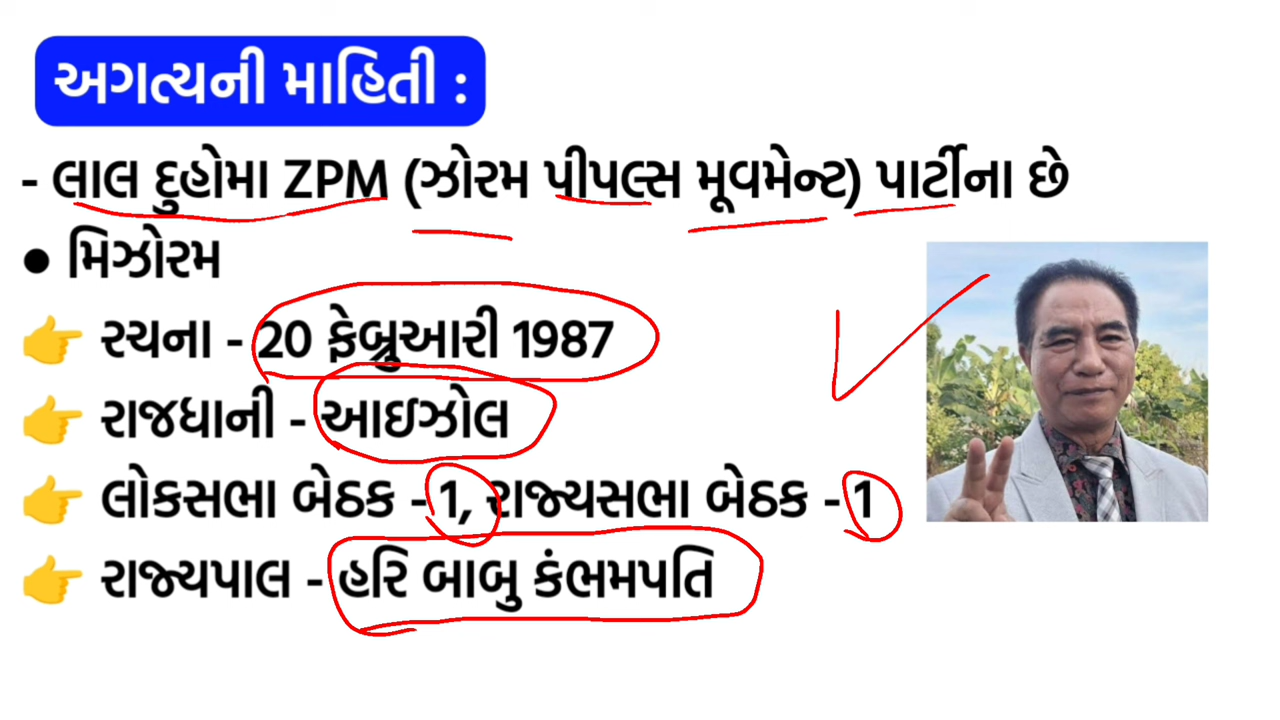 અગત્યની માહિતી :
- લાલ દુહોમા ZPM (ઝોરમ પીપલ્સ મૂવમેન્ટ) પાર્ટીના છે
● મિઝોરમ
👉 રચના - 20 ફેબ્રુઆરી 1987
👉 રાજધાની - આઇઝોલ
👉 લોકસભા બેઠક - 1, રાજ્યસભા બેઠક - 1
👉 રાજ્યપાલ - હરિ બાબુ કંભમપતિ